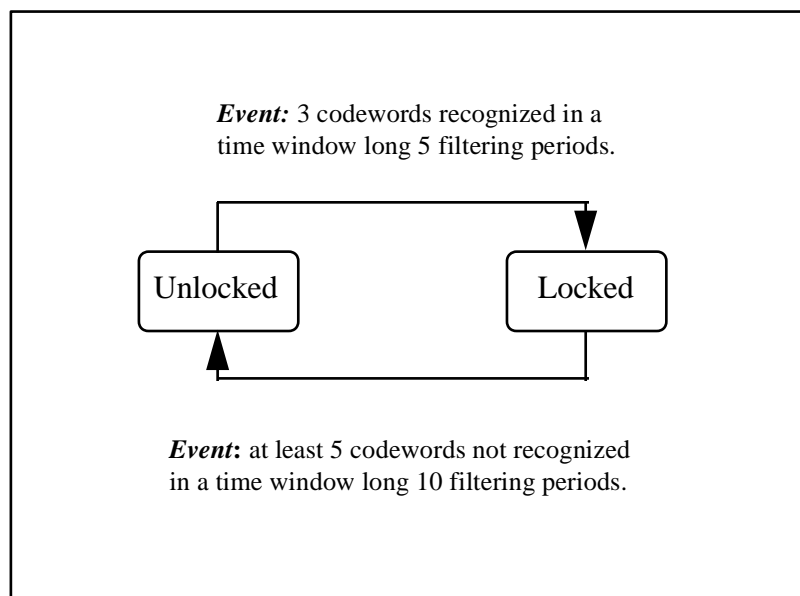 Event: 3 codewords recognized in a
time window long 5 filtering periods.
Unlocked
Locked
Event: at least 5 codewords not recognized
in a time window long 10 filtering periods.